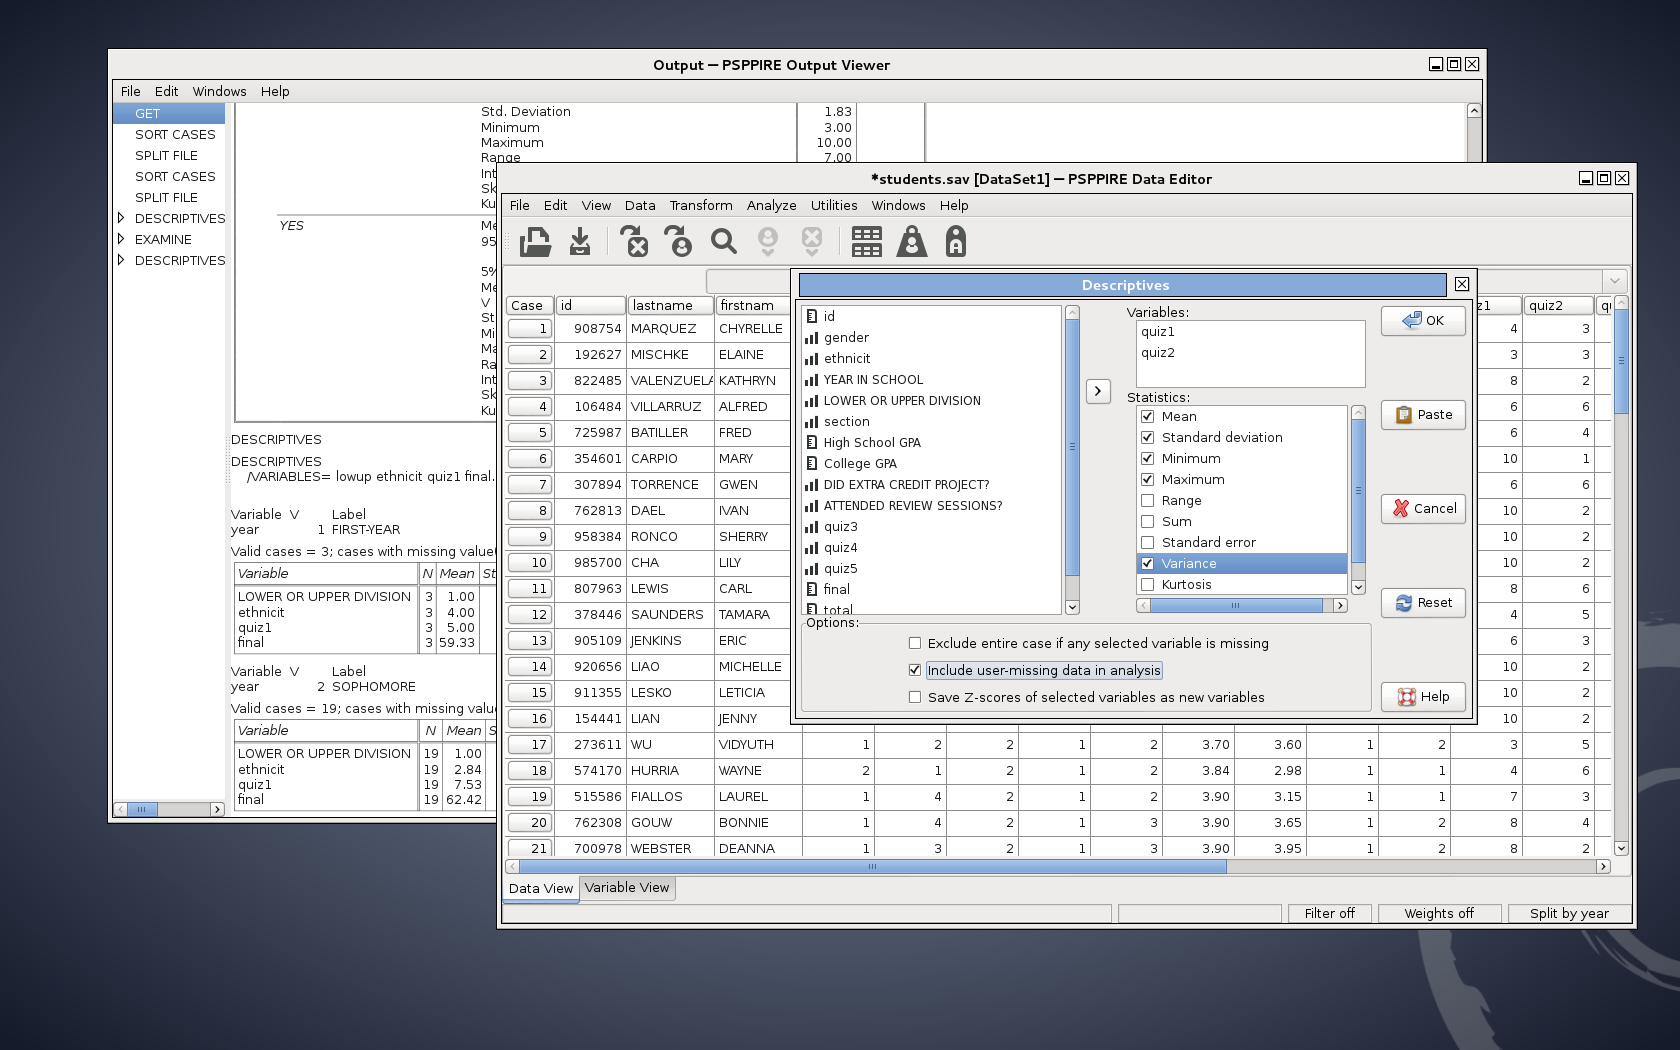 Output — PSPPIRE Output Viewer
File Edit Windows Help
GET
SORT CASES
SPLIT FILE
SORT CASES
SPLIT FILE
DESCRIPTIVES
EXAMINE
DESCRIPTIVES
Std. Deviation 1.83
Minimum 3.00
Maximum 10.00
Range 7.00
YES
95
5%
DESCRIPTIVES
DESCRIPTIVES
/VARIABLES= lowup ethnicit quiz1 final.
Variable V Label
year 1 FIRST-YEAR
Valid cases = 3; cases with missing value
Variable N Mean St
LOWER OR UPPER DIVISION 3 1.00
ethnicit 3 4.00
quiz1 3 5.00
final 3 59.33
Variable V Label
year 2 SOPHOMORE
Valid cases = 19; cases with missing valu
Variable N Mean S
LOWER OR UPPER DIVISION 19 1.00
ethnicit 19 2.84
quiz1 19 7.53
final 19 62.42
*students.sav [DataSet1] — PSPPIRE Data Editor
File Edit View Data Transform Analyze Utilities Windows Help
Case id lastname firstnam z1 quiz2 q
1 908754 MARQUEZ CHYRELLE 4 3
2 192627 MISCHKE ELAINE 3 3
3 822485 VALENZUELA KATHRYN 8 2
4 106484 VILLARRUZ ALFRED 6 6
5 725987 BATILLER FRED 6 4
6 354601 CARPIO MARY 10 1
7 307894 TORRENCE GWEN 6 6
8 762813 DAEL IVAN 10 2
9 958384 RONCO SHERRY 10 2
10 985700 CHA LILY 10 2
11 807963 LEWIS CARL 8 6
12 378446 SAUNDERS TAMARA 4 5
13 905109 JENKINS ERIC 6 3
14 920656 LIAO MICHELLE 10 2
15 911355 LESKO LETICIA 10 2
16 154441 LIAN JENNY 10 2
17 273611 WU VIDYUTH 1 2 2 1 2 3.70 3.60 1 2 3 5
18 574170 HURRIA WAYNE 2 1 2 1 2 3.84 2.98 1 1 4 6
19 515586 FIALLOS LAUREL 1 4 2 1 2 3.90 3.15 1 1 7 3
20 762308 GOUW BONNIE 1 4 2 1 3 3.90 3.65 1 2 8 4
21 700978 WEBSTER DEANNA 1 3 2 1 3 3.90 3.95 1 2 8 2
Data View Variable View
Filter off Weights off Split by year
Descriptives
id
gender
ethnicit
YEAR IN SCHOOL
LOWER OR UPPER DIVISION
section
High School GPA
College GPA
DID EXTRA CREDIT PROJECT?
ATTENDED REVIEW SESSIONS?
quiz3
quiz4
quiz5
final
total
Variables:
quiz1
quiz2
Statistics:
Mean
Standard deviation
Minimum
Maximum
Range
Sum
Standard error
Variance
Kurtosis
OK
Paste
Cancel
Reset
Help
Options:
Exclude entire case if any selected variable is missing
Include user-missing data in analysis
Save Z-scores of selected variables as new variables